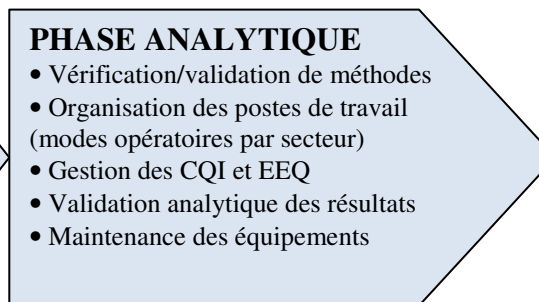 PHASE ANALYTIQUE
• Vérification/validation de méthodes
• Organisation des postes de travail
(modes opératoires par secteur)
• Gestion des CQI et EEQ
• Validation analytique des résultats
• Maintenance des équipements